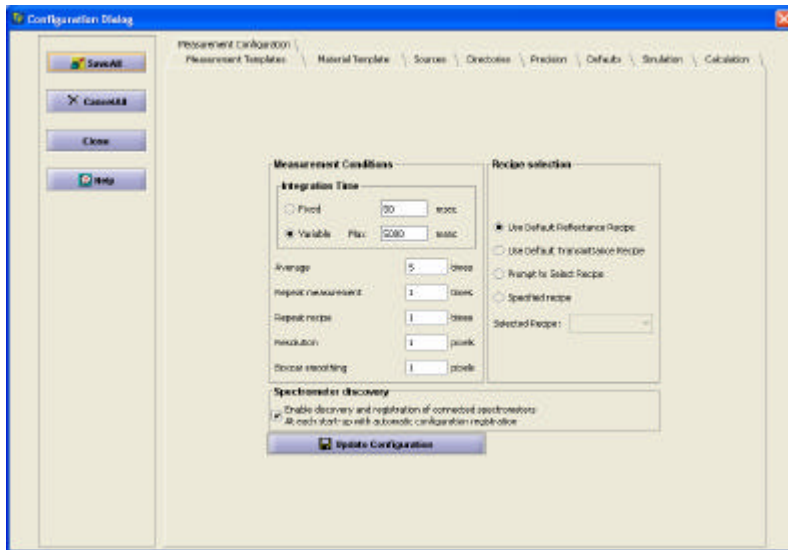 Configuration Dialog
SaveAll
CancelAll
Close
Help
Measurement Configuration
Measurement Templates
Material Template
Sources
Directories
Precision
Defaults
Simulation
Calculation
Measurement Conditions
Integration Time
Fixed 50 msec
Variable Max 5000 msec
Average 5 times
Repeat measurement 1 times
Repeat recipe 1 times
Resolution 1 pixels
Boxcar smoothing 1 pixels
Recipe selection
Use Default Reflectance Recipe
Use Default Transmittance Recipe
Prompt to Select Recipe
Specified recipe
Selected Recipe:
Spectrometer discovery
Enable discovery and registration of connected spectrometers
At each start-up with automatic configuration registration
Update Configuration